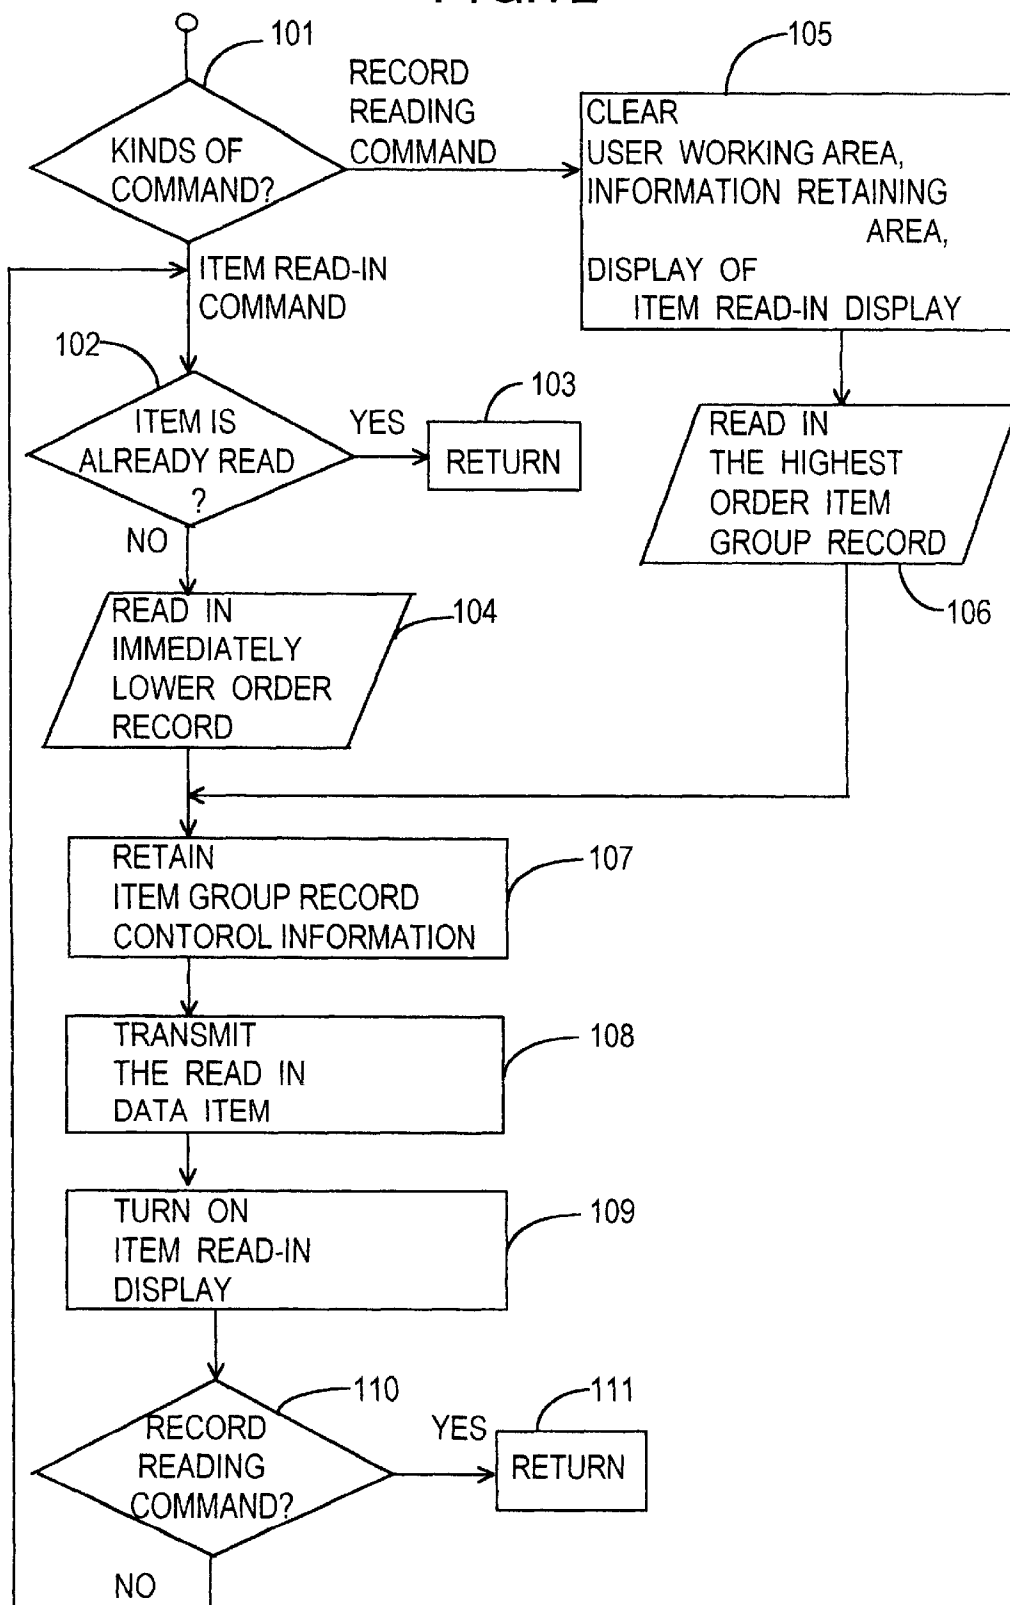 101
105
RECORD
READING
COMMAND
KINDS OF
COMMAND?
CLEAR
USER WORKING AREA,
INFORMATION RETAINING
AREA,
DISPLAY OF
ITEM READ-IN DISPLAY
ITEM READ-IN
COMMAND
102
ITEM IS
ALREADY READ
?
YES
103
RETURN
NO
READ IN
THE HIGHEST
ORDER ITEM
GROUP RECORD
106
READ IN
IMMEDIATELY
LOWER ORDER
RECORD
104
RETAIN
ITEM GROUP RECORD
CONTOROL INFORMATION
107
TRANSMIT
THE READ IN
DATA ITEM
108
TURN ON
ITEM READ-IN
DISPLAY
109
110
RECORD
READING
COMMAND?
YES
111
RETURN
NO